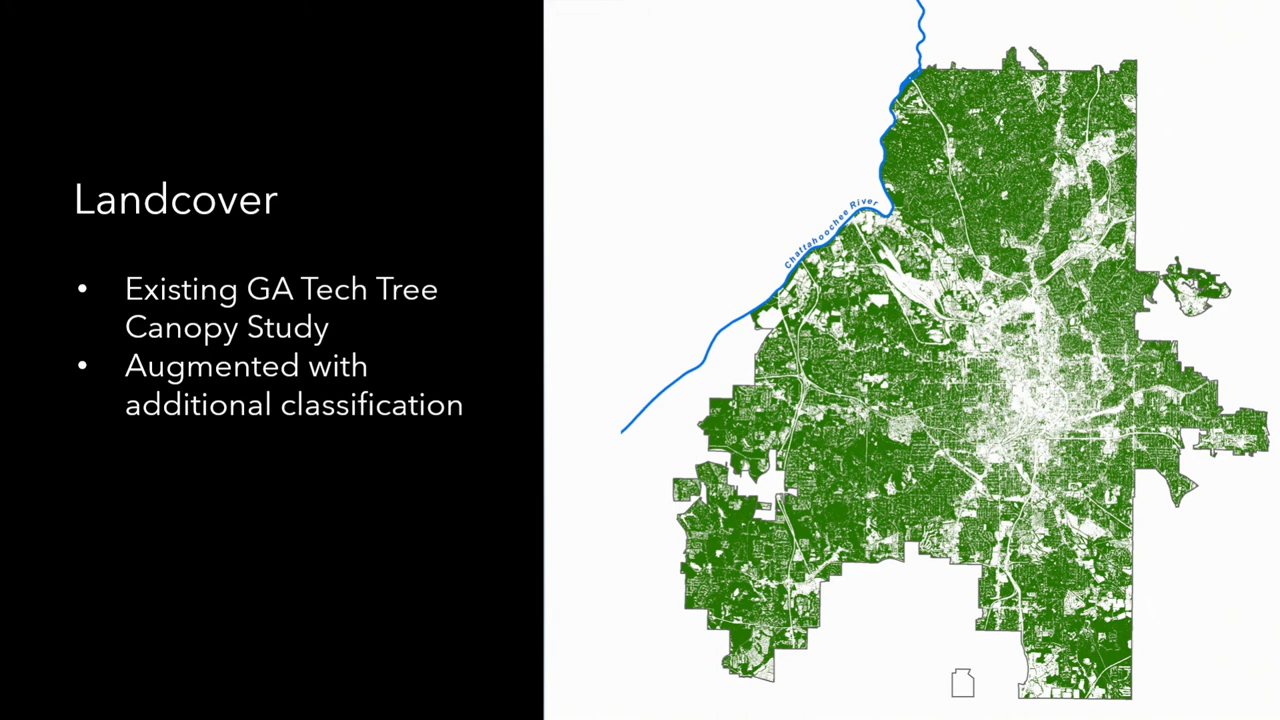 Landcover
• Existing GA Tech Tree
Canopy Study
• Augmented with
additional classification
Chattahoochee River